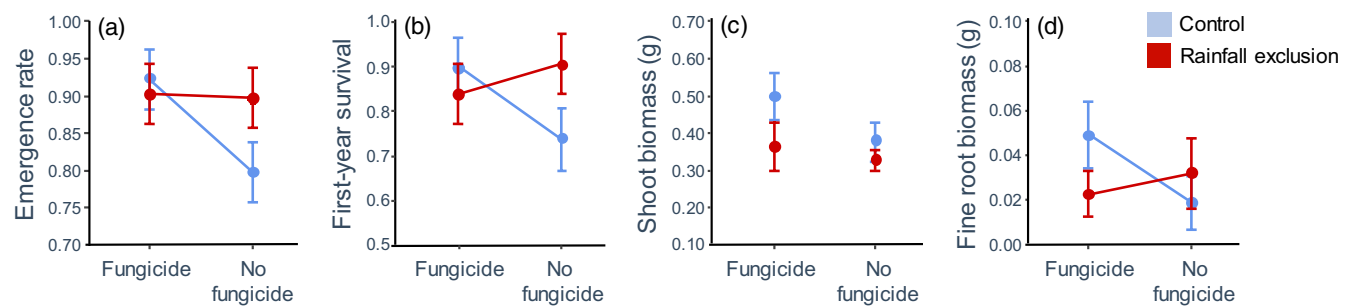 (a)
Emergence rate
1.00
0.95
0.90
0.85
0.80
0.75
0.70
Fungicide
No
fungicide
(b)
First-year survival
1.0
0.9
0.8
0.7
0.6
0.5
Fungicide
No
fungicide
(c)
Shoot biomass (g)
0.70
0.60
0.50
0.40
0.30
0.20
0.10
Fungicide
No
fungicide
(d)
Fine root biomass (g)
0.10
0.08
0.06
0.04
0.02
0.00
Fungicide
No
fungicide
Control
Rainfall exclusion